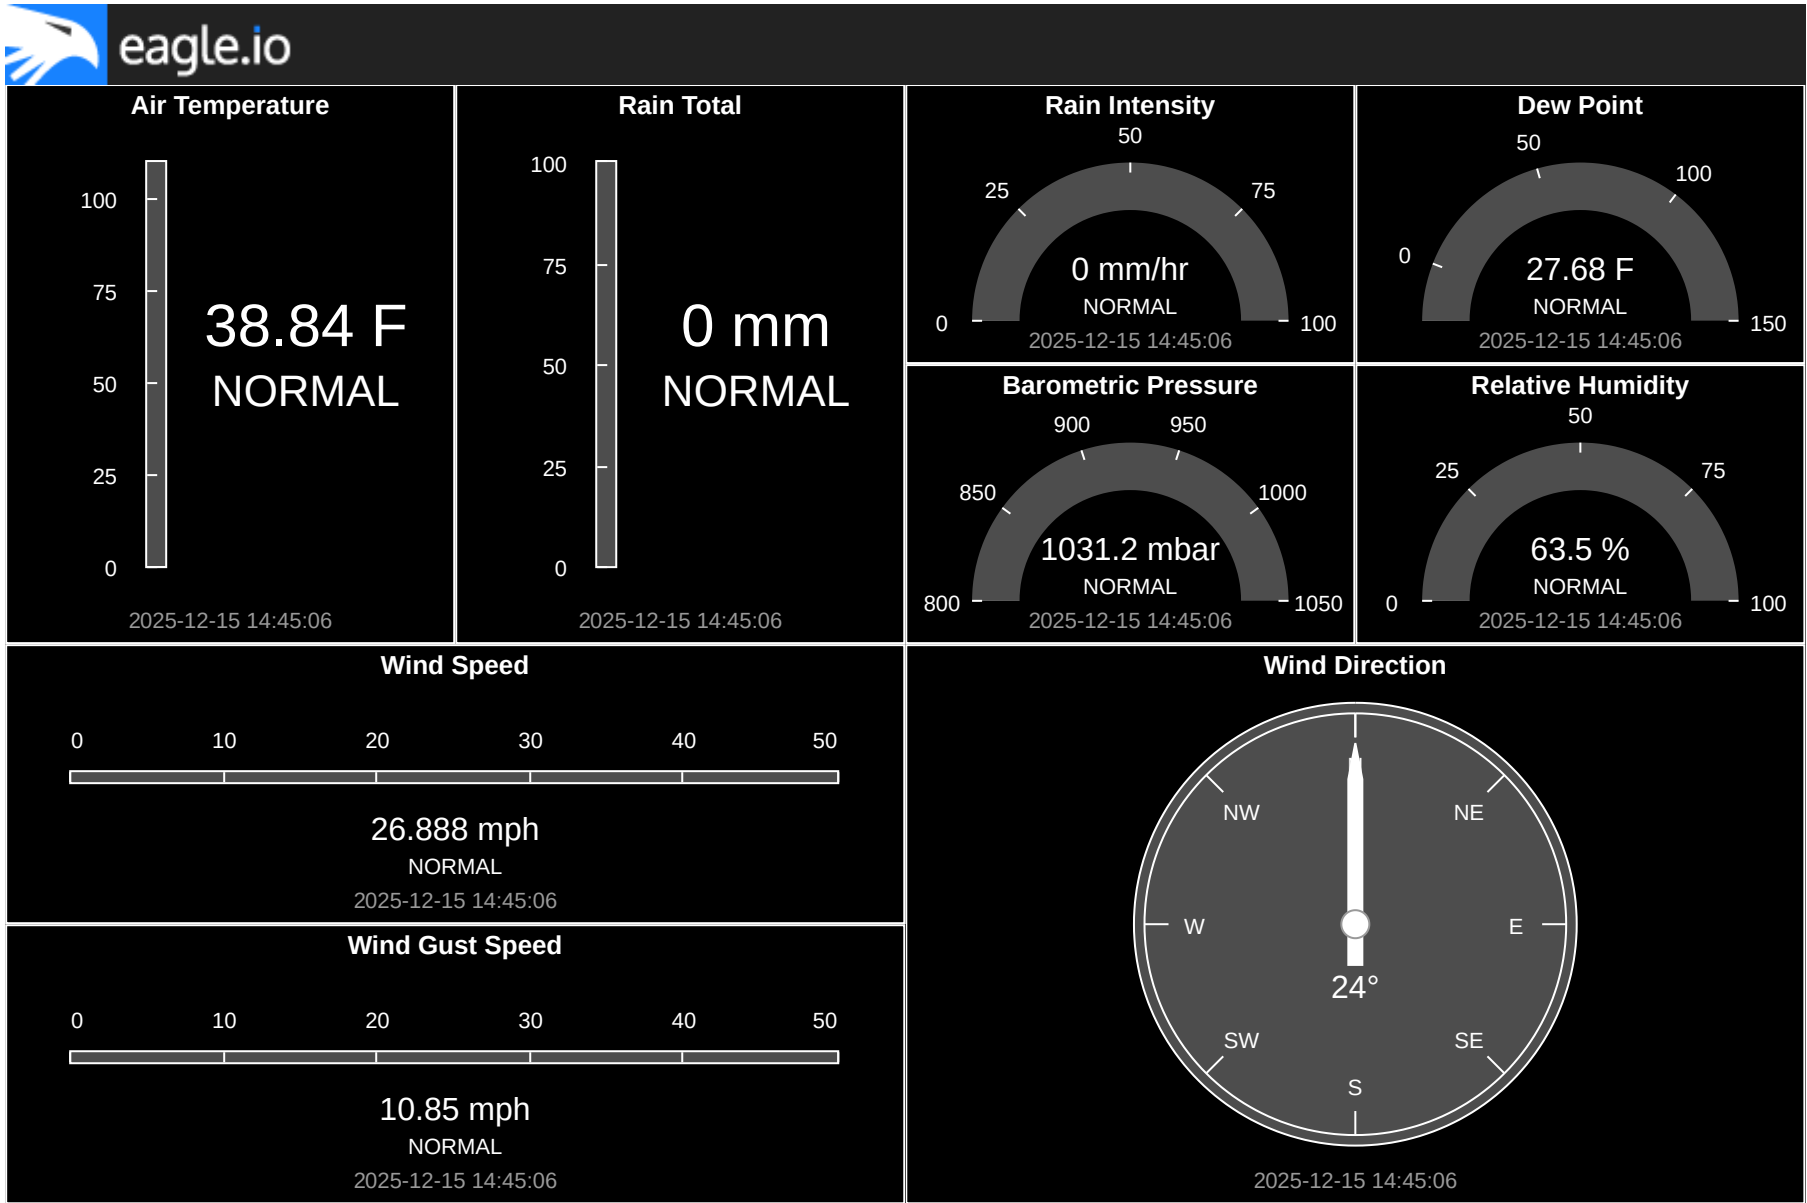 eagle.io
Air Temperature
100
75
50
25
0
38.84 F
NORMAL
2025-12-15 14:45:06
Rain Total
100
75
50
25
0
0 mm
NORMAL
2025-12-15 14:45:06
Rain Intensity
50
25
75
0
100
0 mm/hr
NORMAL
2025-12-15 14:45:06
Dew Point
50
100
0
150
27.68 F
NORMAL
2025-12-15 14:45:06
Barometric Pressure
900
950
850
1000
800
1050
1031.2 mbar
NORMAL
2025-12-15 14:45:06
Relative Humidity
50
25
75
0
100
63.5 %
NORMAL
2025-12-15 14:45:06
Wind Speed
0 10 20 30 40 50
26.888 mph
NORMAL
2025-12-15 14:45:06
Wind Gust Speed
0 10 20 30 40 50
10.85 mph
NORMAL
2025-12-15 14:45:06
Wind Direction
NW NE
W E
24°
SW SE
S
2025-12-15 14:45:06